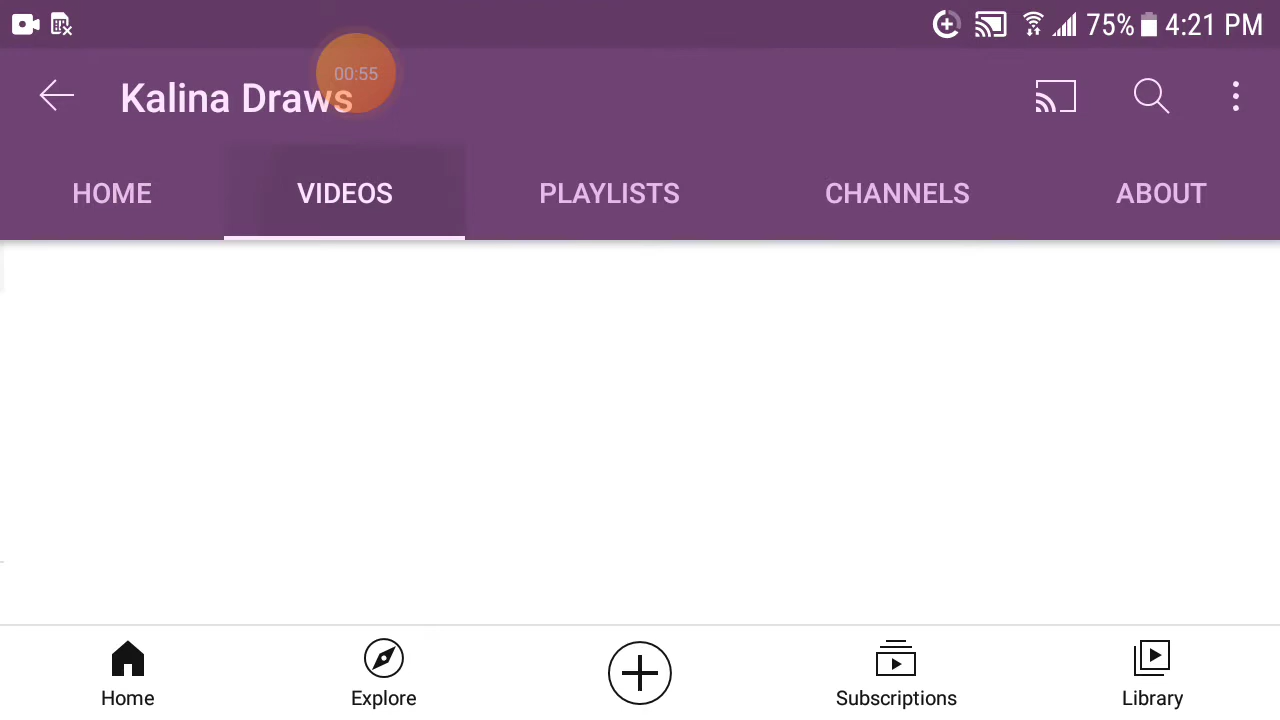 75% 4:21 PM
00:55
Kalina Draws
HOME VIDEOS PLAYLISTS CHANNELS ABOUT
Home Explore Subscriptions Library